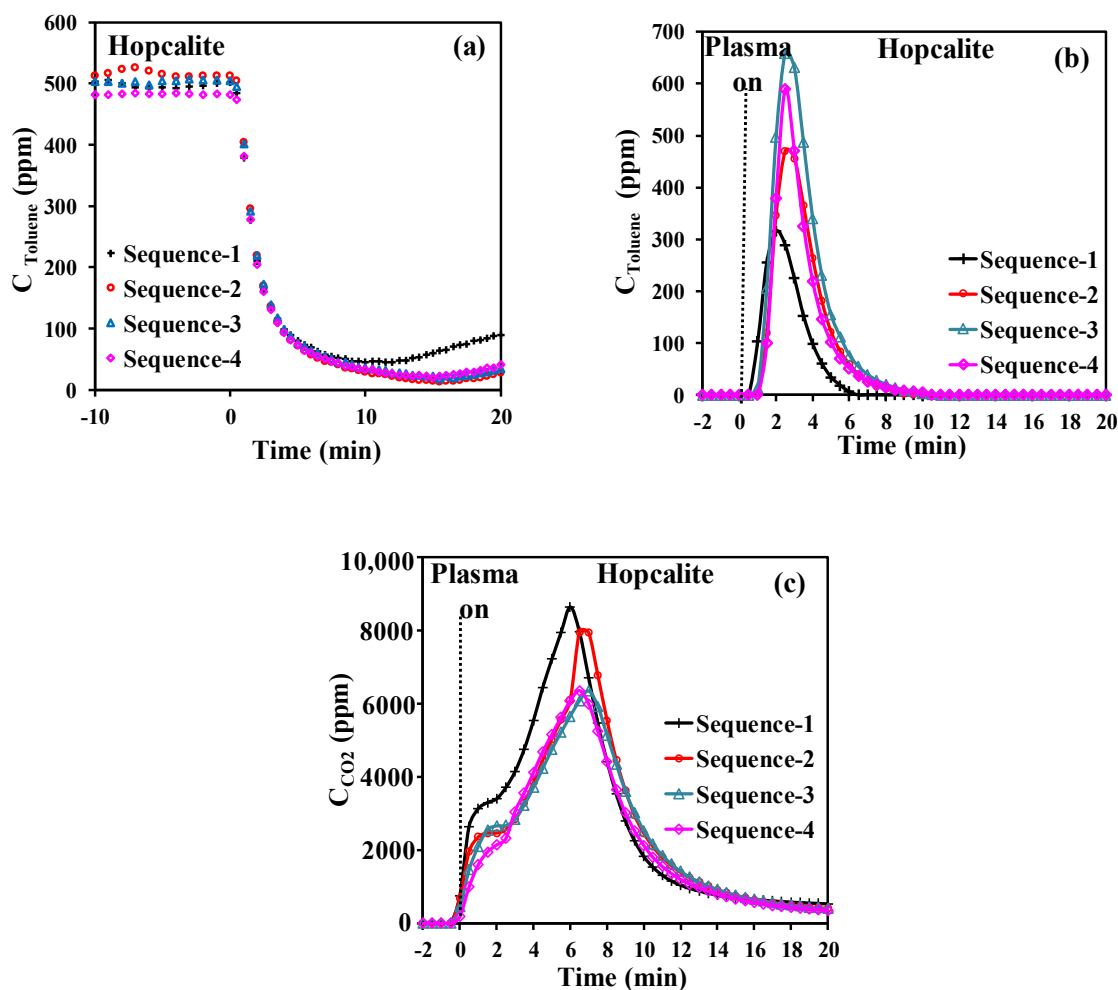 Hopcalite (a)
600
500
400
300
200
100
0
C Toluene (ppm)
Sequence-1
Sequence-2
Sequence-3
Sequence-4
-10 0 10 20
Time (min)
Plasma on Hopcalite (b)
700
600
500
400
300
200
100
0
CToluene (ppm)
Sequence-1
Sequence-2
Sequence-3
Sequence-4
-2 0 2 4 6 8 10 12 14 16 18 20
Time (min)
Plasma on Hopcalite (c)
10,000
8000
6000
4000
2000
0
CCO2 (ppm)
Sequence-1
Sequence-2
Sequence-3
Sequence-4
-2 0 2 4 6 8 10 12 14 16 18 20
Time (min)